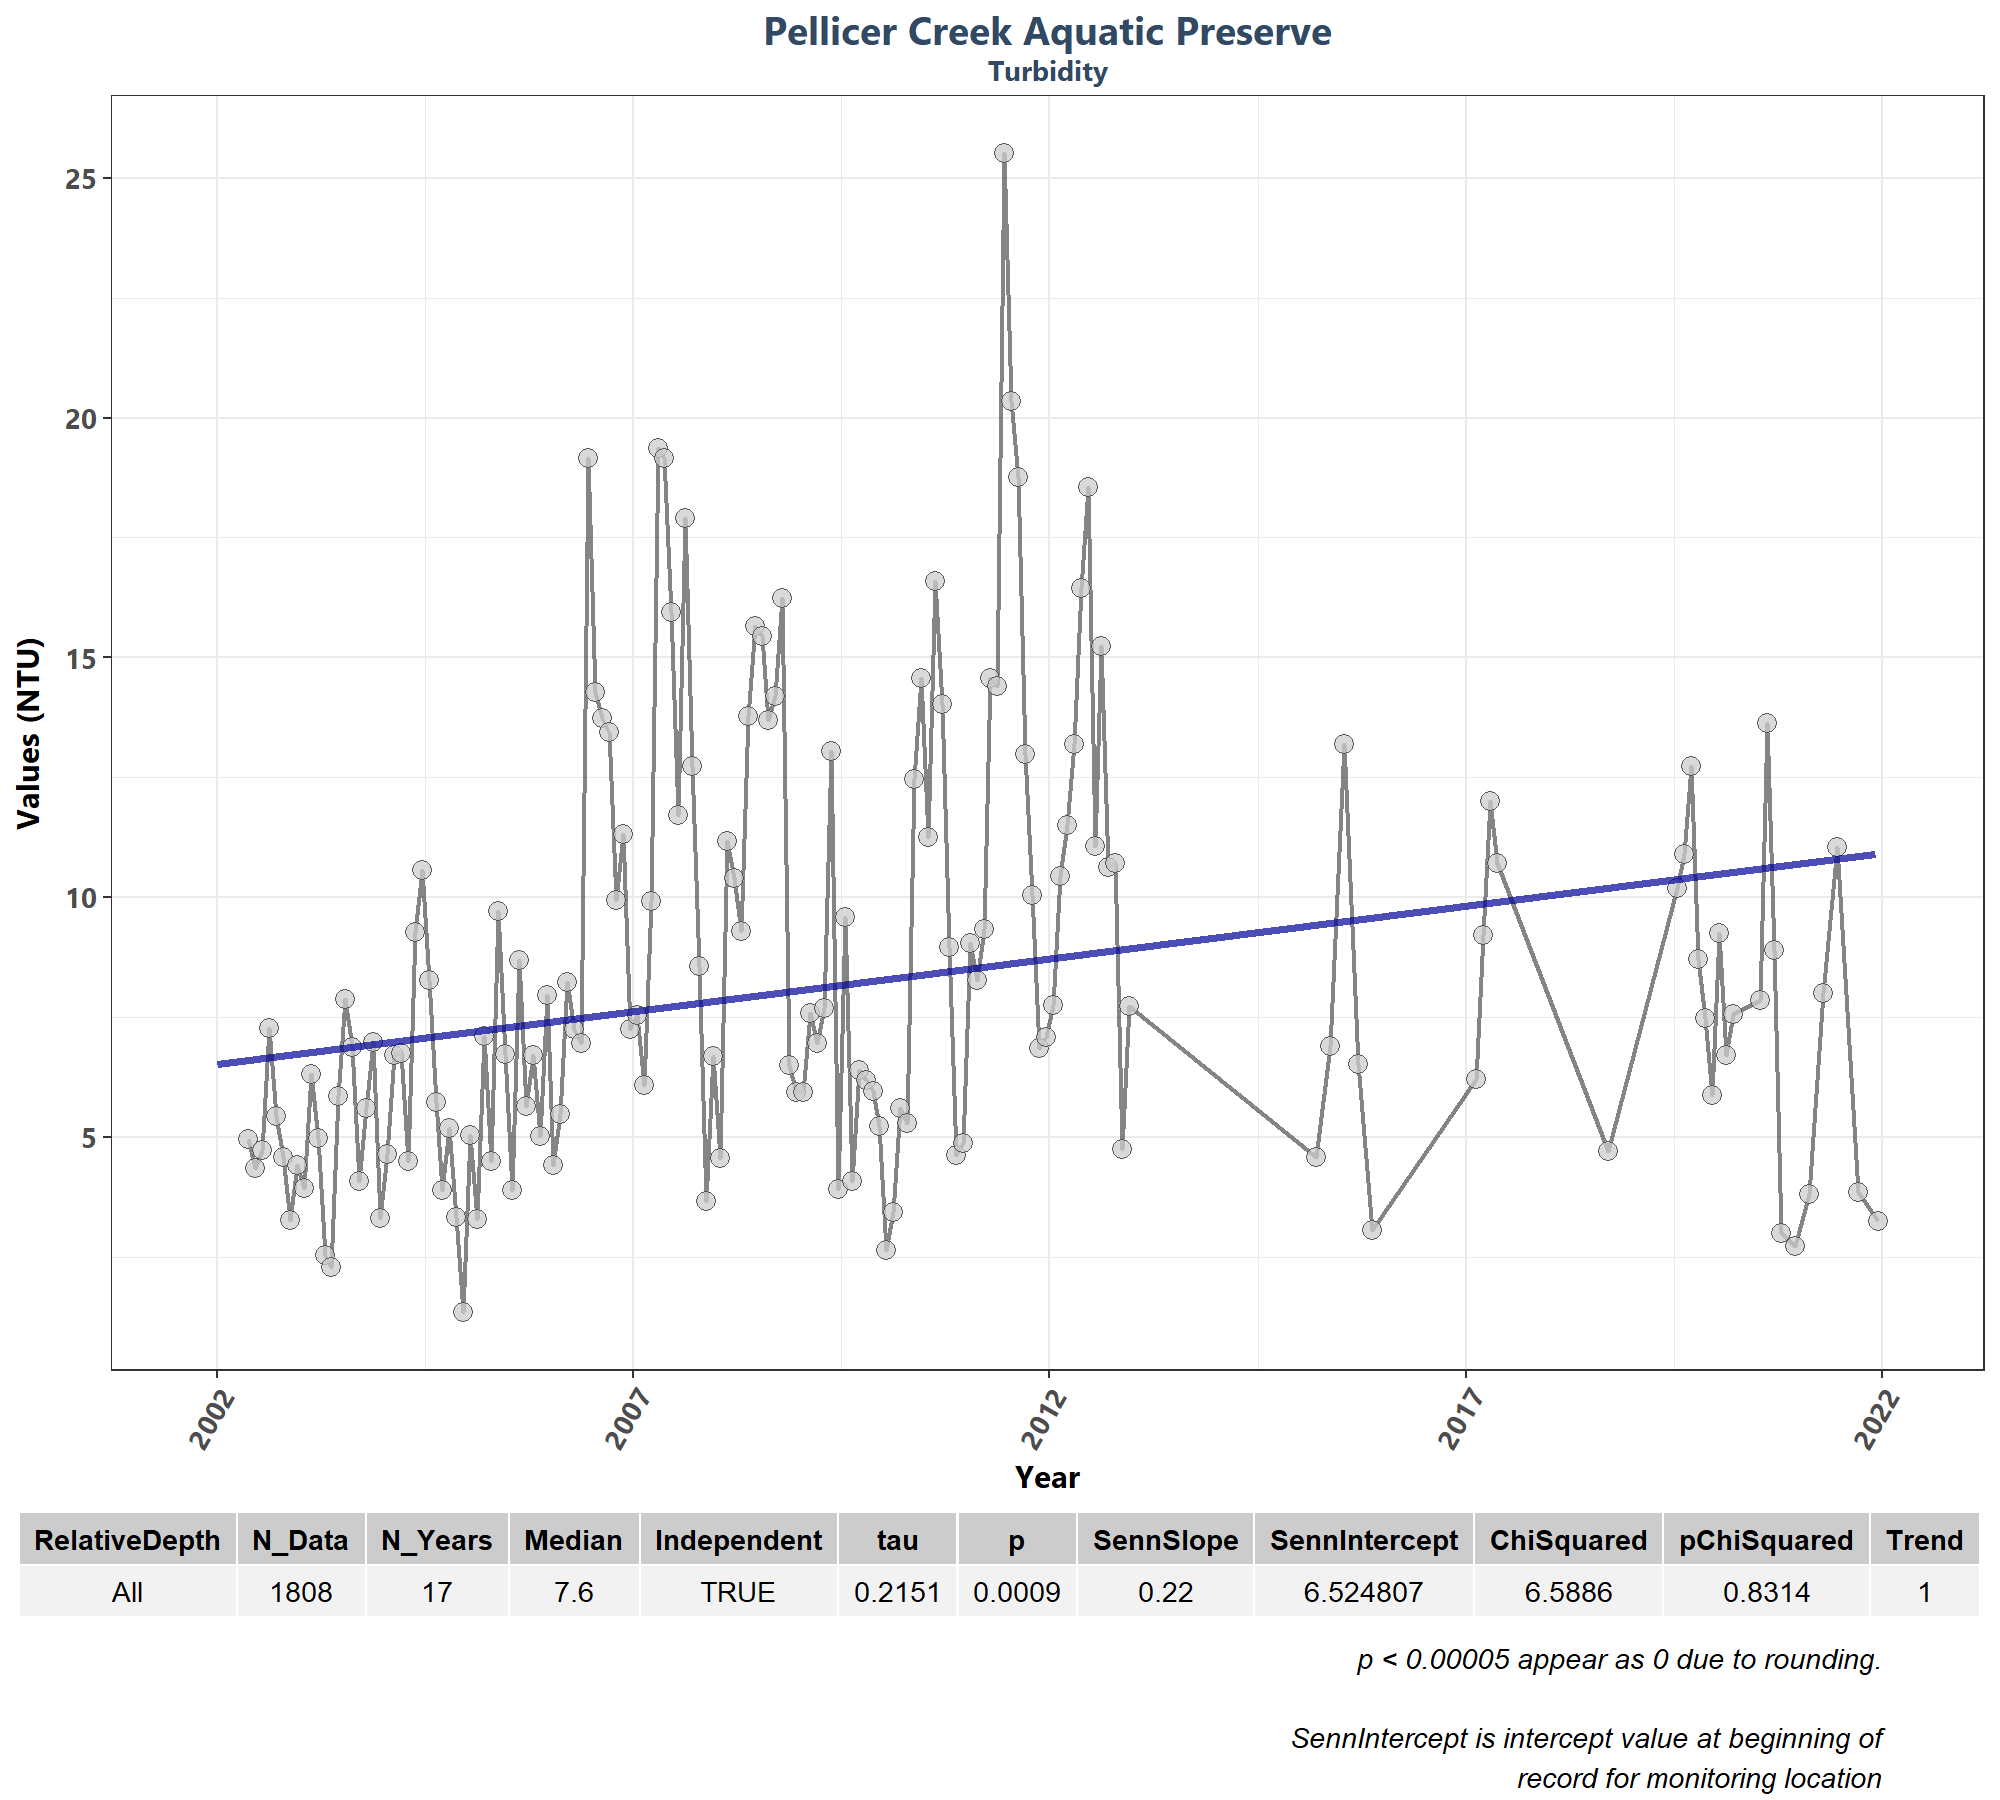 Pellicer Creek Aquatic Preserve
Turbidity
25
20
15
10
5
Values (NTU)
2002 2007 2012 2017 2022
Year
RelativeDepth N_Data N_Years Median Independent tau p SennSlope SennIntercept ChiSquared pChiSquared Trend
All 1808 17 7.6 TRUE 0.2151 0.0009 0.22 6.524807 6.5886 0.8314 1
p < 0.00005 appear as 0 due to rounding.
SennIntercept is intercept value at beginning of
record for monitoring location